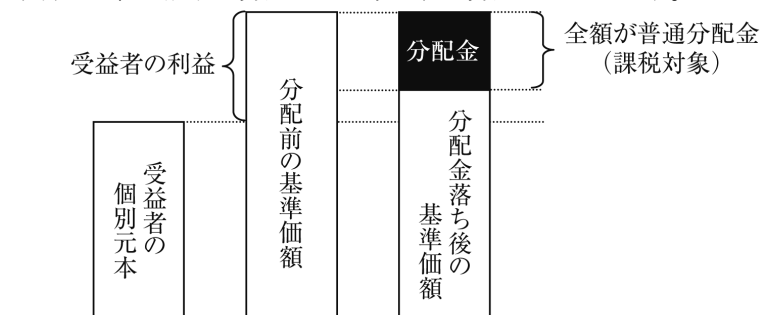 受益者の利益
分配金
全額が普通分配金
(課税対象)
受益者の
個別元本
分配前の基準価額
分配金落ち後の
基準価額